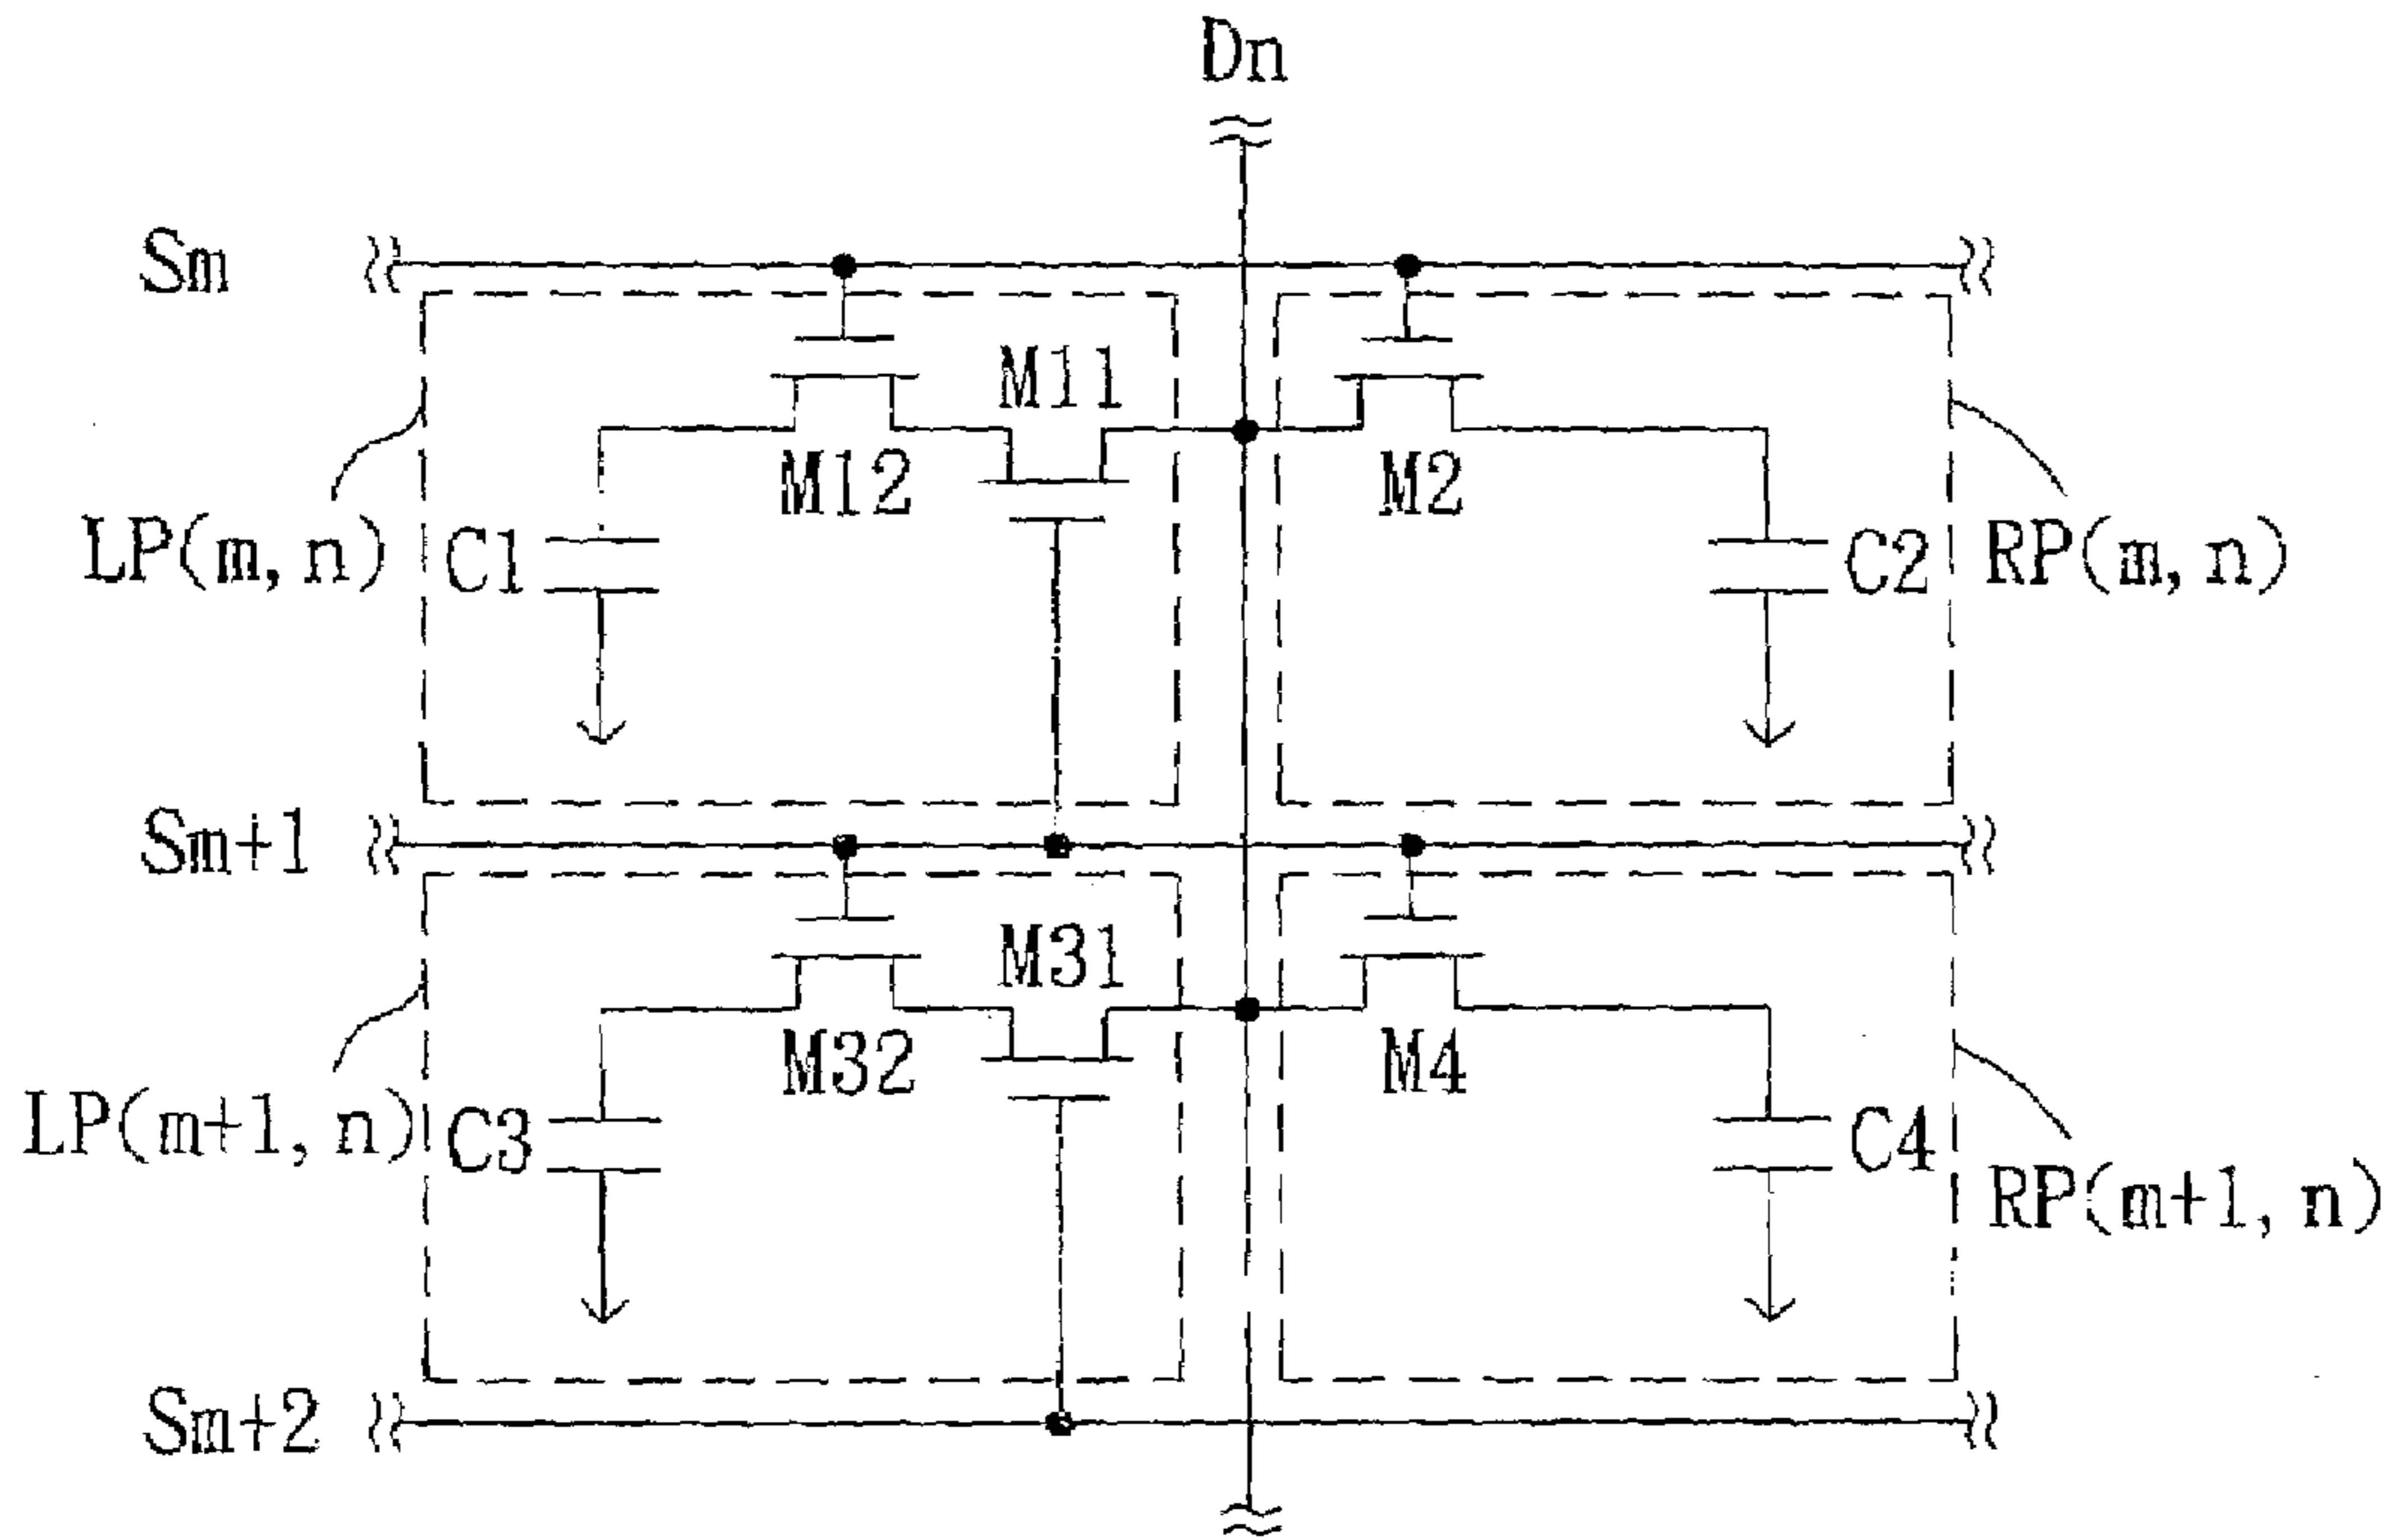 Dn
Sm
M11
M12
M2
LP(m,n)
C1
C2
RP(m,n)
Sm+1
M31
M32
M4
LP(m+1,n)
C3
C4
RP(m+1,n)
Sm+2